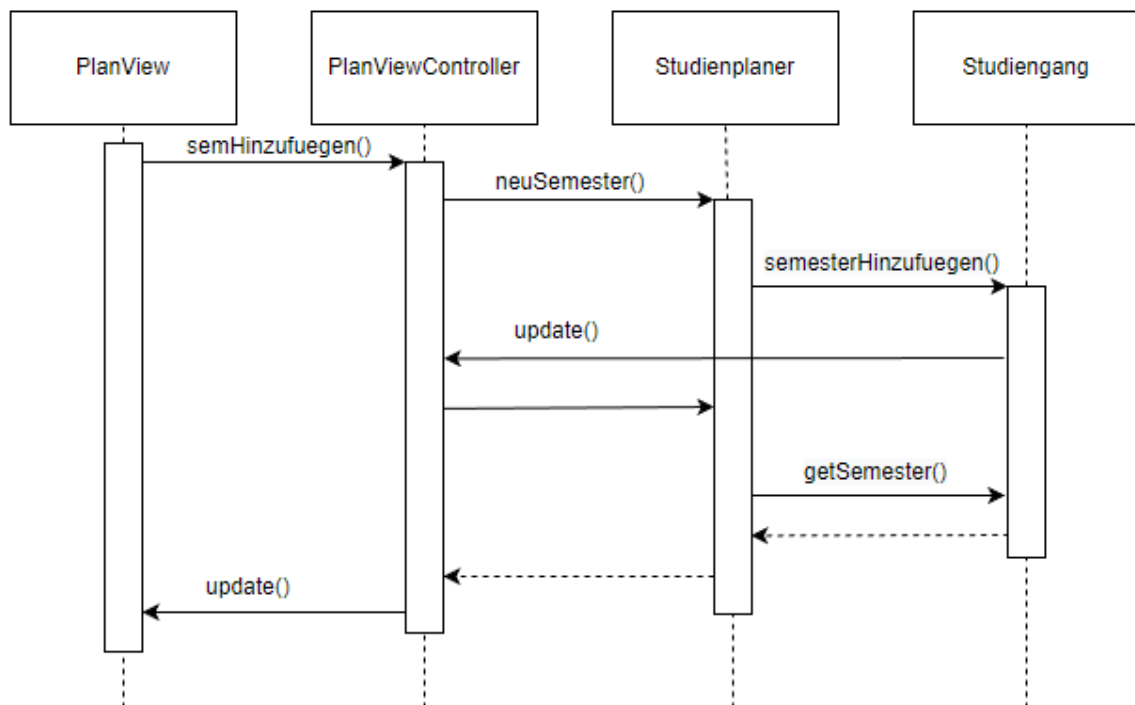 PlanView
PlanViewController
Studienplaner
Studiengang
semHinzufuegen()
neuSemester()
semesterHinzufuegen()
update()
getSemester()
update()